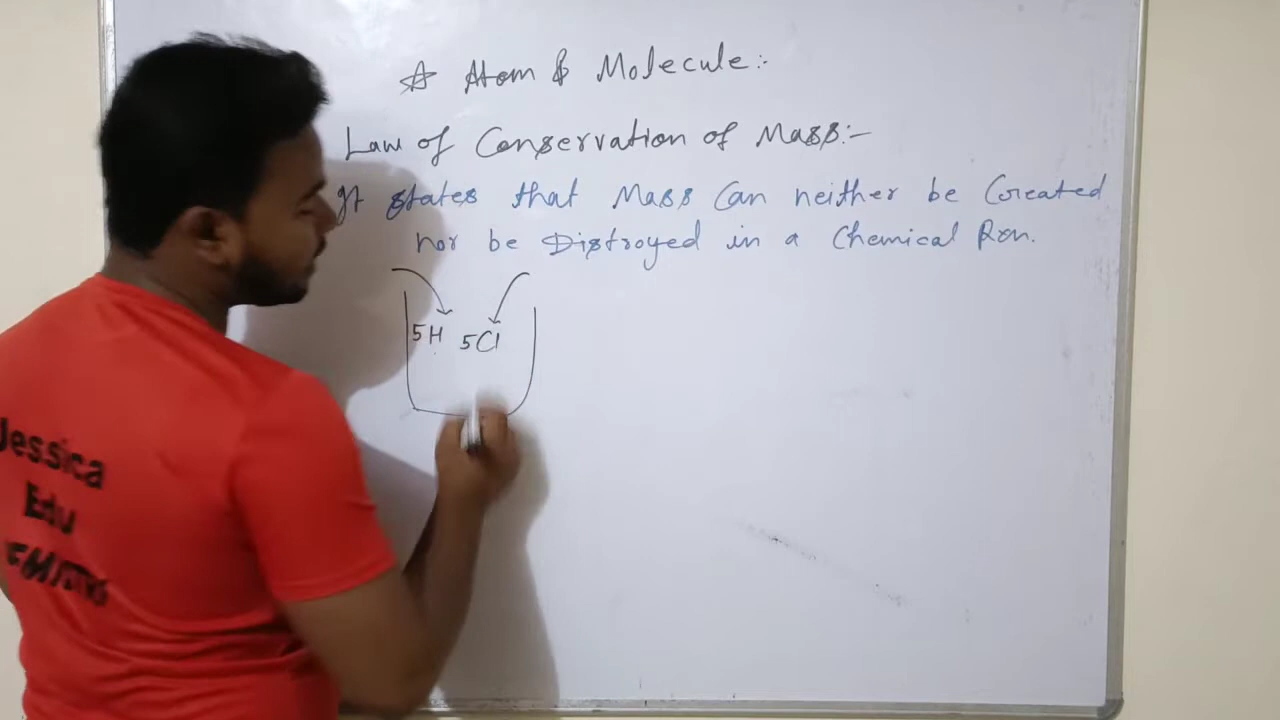 ☆ Atom & Molecule:-
Law of Conservation of Mass:-
It states that Mass Can neither be Created
nor be Distroyed in a Chemical Rxn.
5H 5Cl
Jessica
Edu